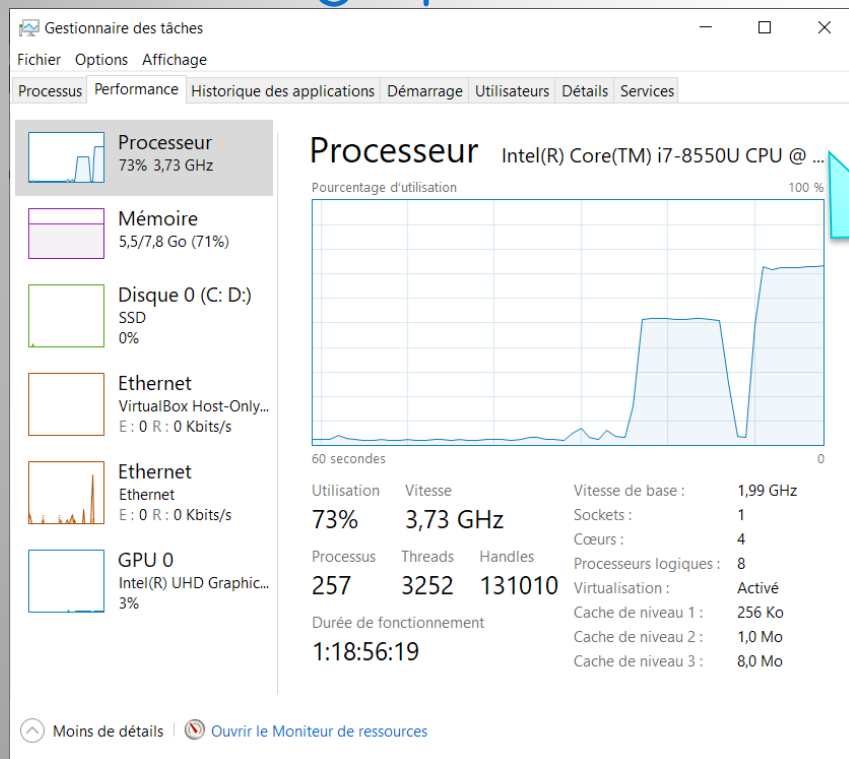 Gestionnaire des tâches
Fichier Options Affichage
Processus Performance Historique des applications Démarrage Utilisateurs Détails Services
Processeur
73% 3,73 GHz
Mémoire
5,5/7,8 Go (71%)
Disque 0 (C: D:)
SSD
0%
Ethernet
VirtualBox Host-Only...
E : 0 R : 0 Kbits/s
Ethernet
Ethernet
E : 0 R : 0 Kbits/s
GPU 0
Intel(R) UHD Graphic...
3%
Processeur Intel(R) Core(TM) i7-8550U CPU @ ...
Pourcentage d'utilisation 100 %
60 secondes 0
Utilisation Vitesse
73% 3,73 GHz
Processus Threads Handles
257 3252 131010
Durée de fonctionnement
1:18:56:19
Vitesse de base : 1,99 GHz
Sockets : 1
Cœurs : 4
Processeurs logiques : 8
Virtualisation : Activé
Cache de niveau 1 : 256 Ko
Cache de niveau 2 : 1,0 Mo
Cache de niveau 3 : 8,0 Mo
Moins de détails Ouvrir le Moniteur de ressources